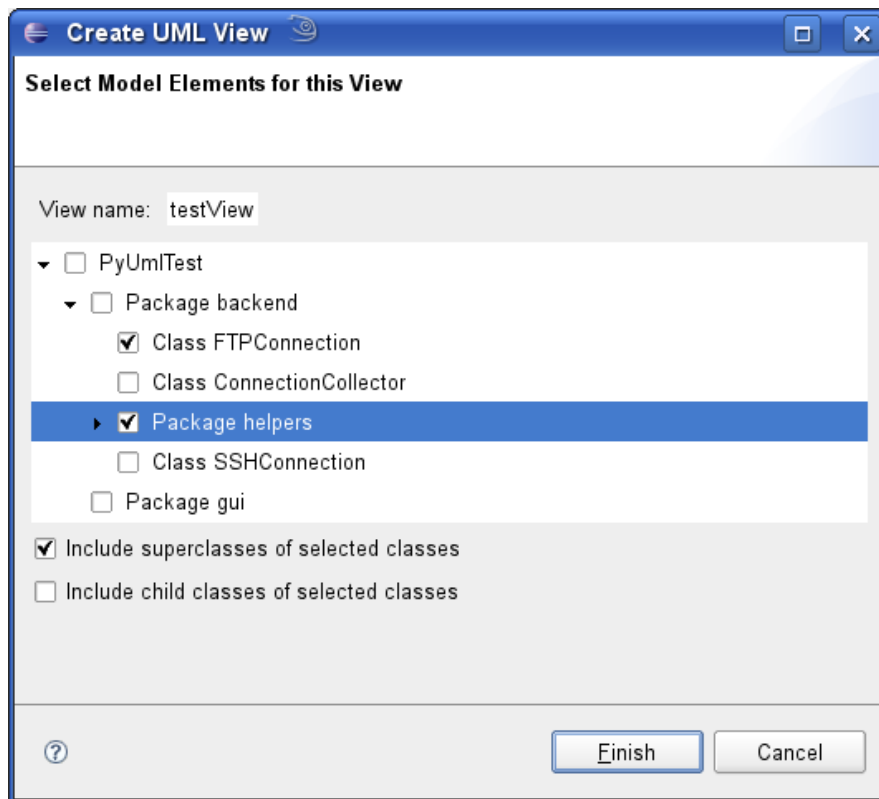 Create UML View
Select Model Elements for this View
View name: testView
PyUmlTest
Package backend
Class FTPConnection
Class ConnectionCollector
Package helpers
Class SSHConnection
Package gui
Include superclasses of selected classes
Include child classes of selected classes
? Finish Cancel